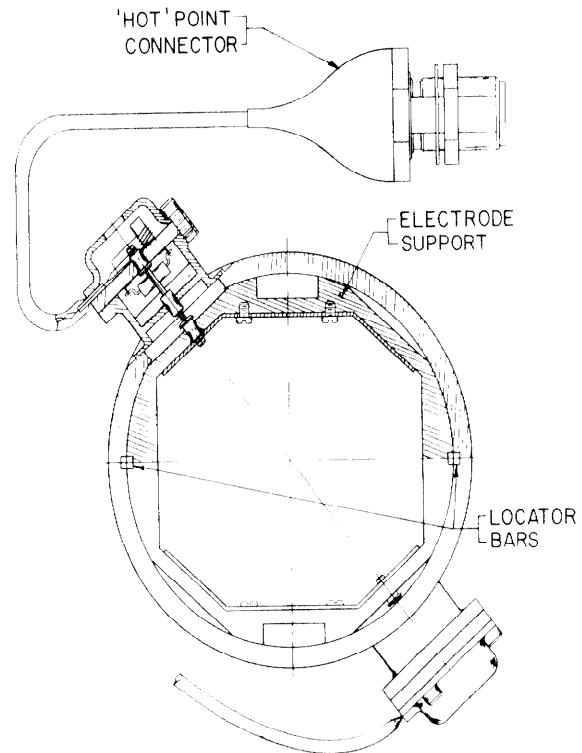 'HOT' POINT
CONNECTOR
ELECTRODE
SUPPORT
LOCATOR
BARS